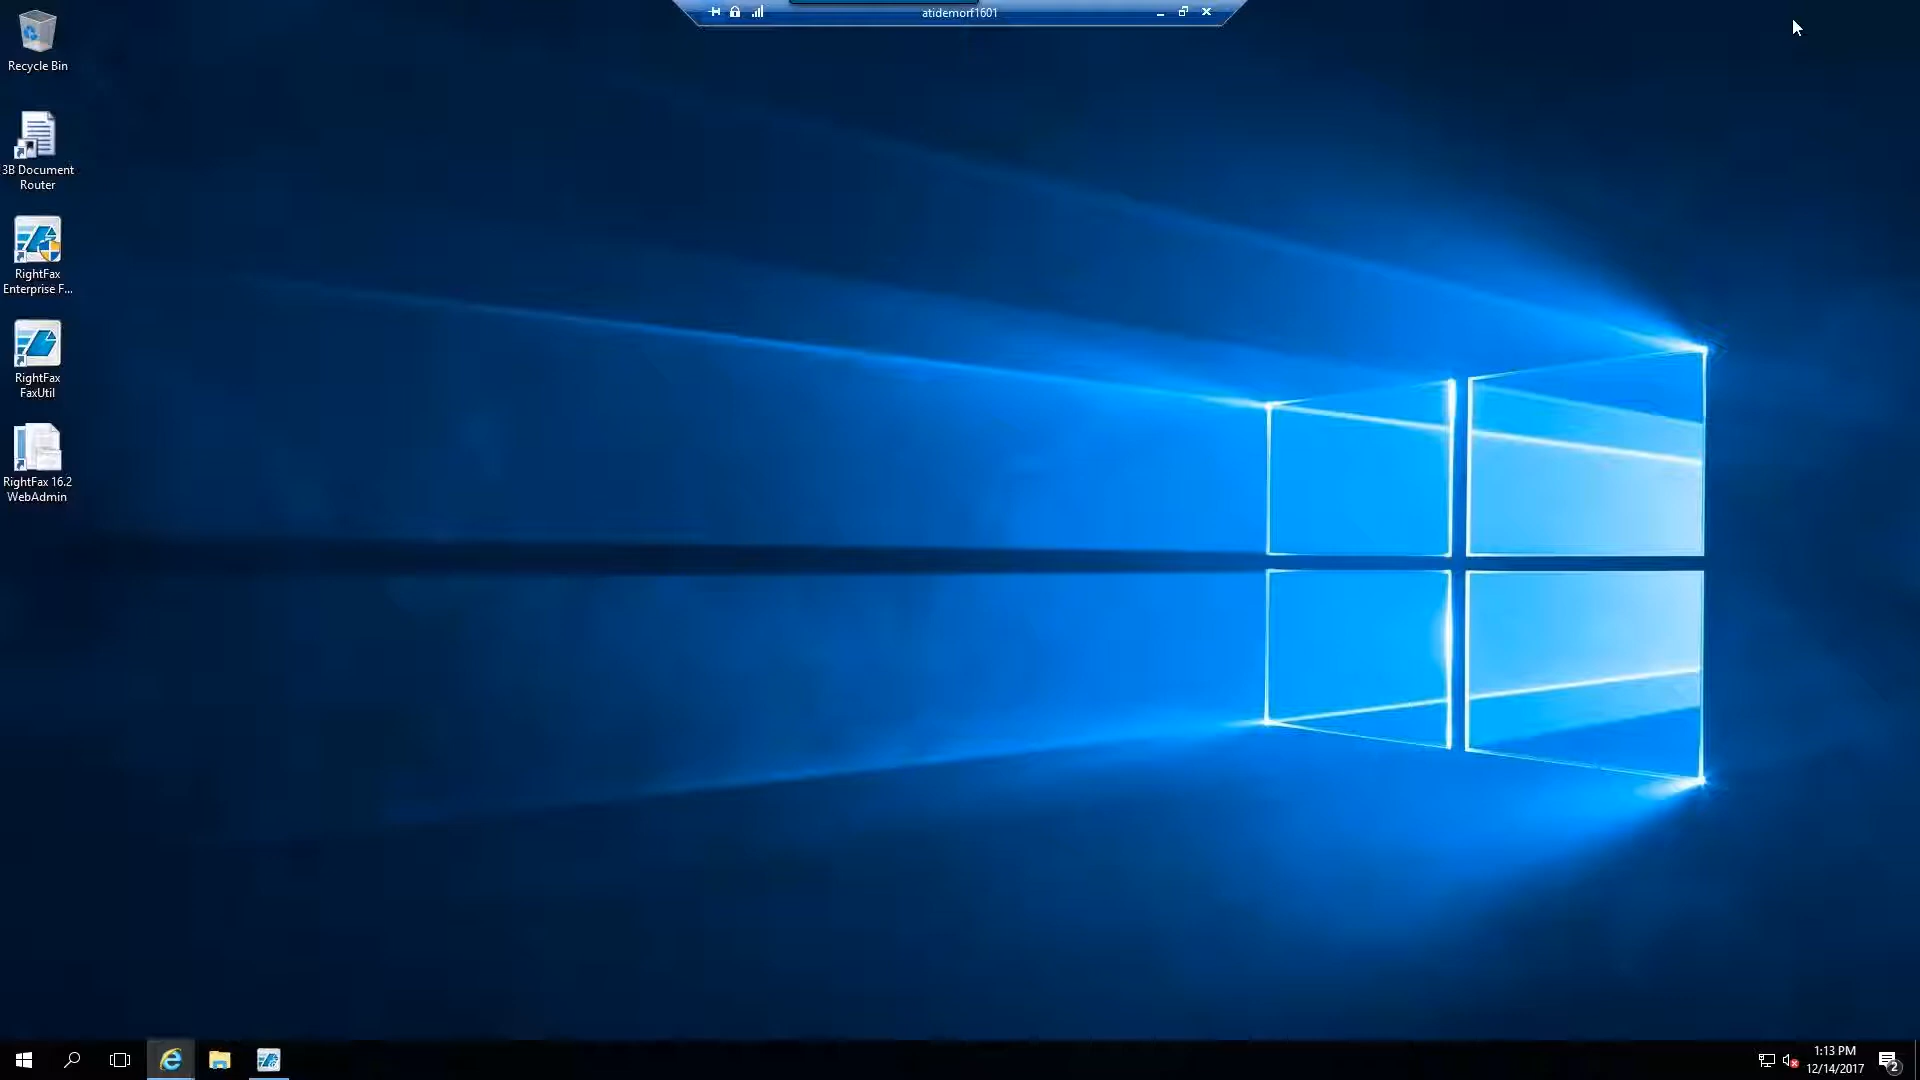 atidemorf1601
Recycle Bin
3B Document
Router
RightFax
Enterprise F...
RightFax
FaxUtil
RightFax 16.2
WebAdmin
1:13 PM
12/14/2017
2